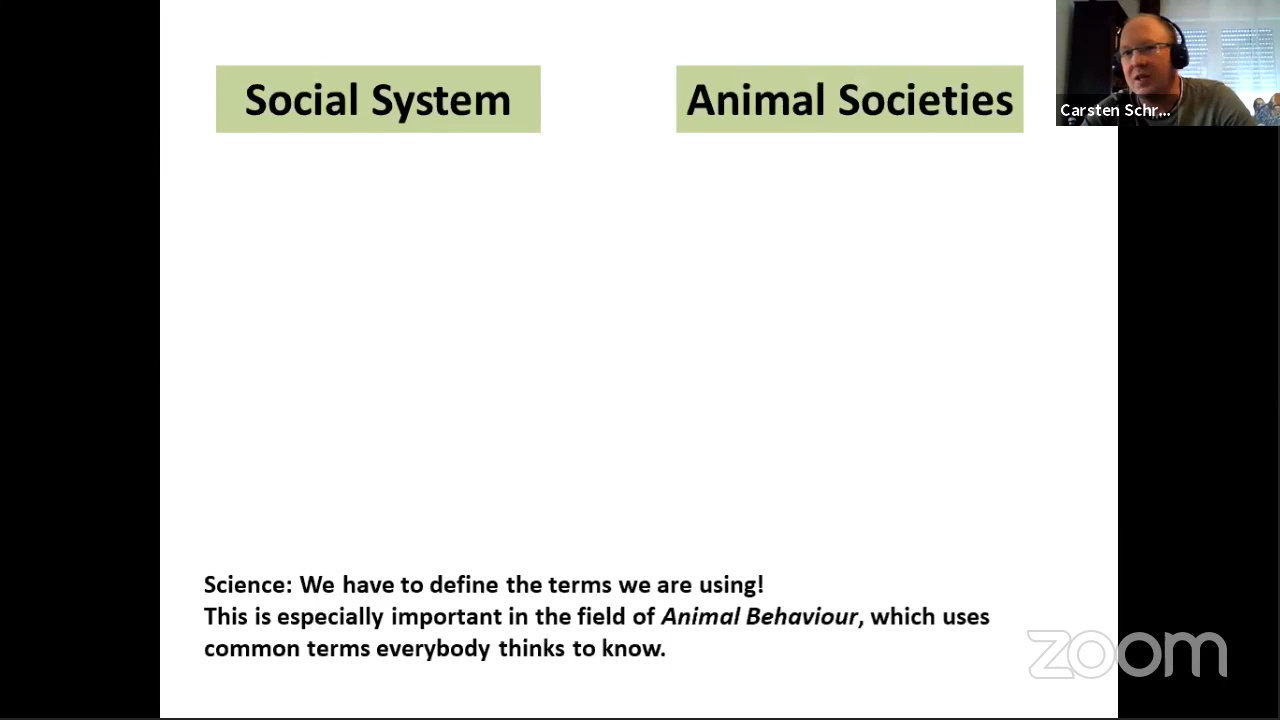 Social System
Animal Societies
Carsten Schr...
Science: We have to define the terms we are using!
This is especially important in the field of Animal Behaviour, which uses
common terms everybody thinks to know.
zoom